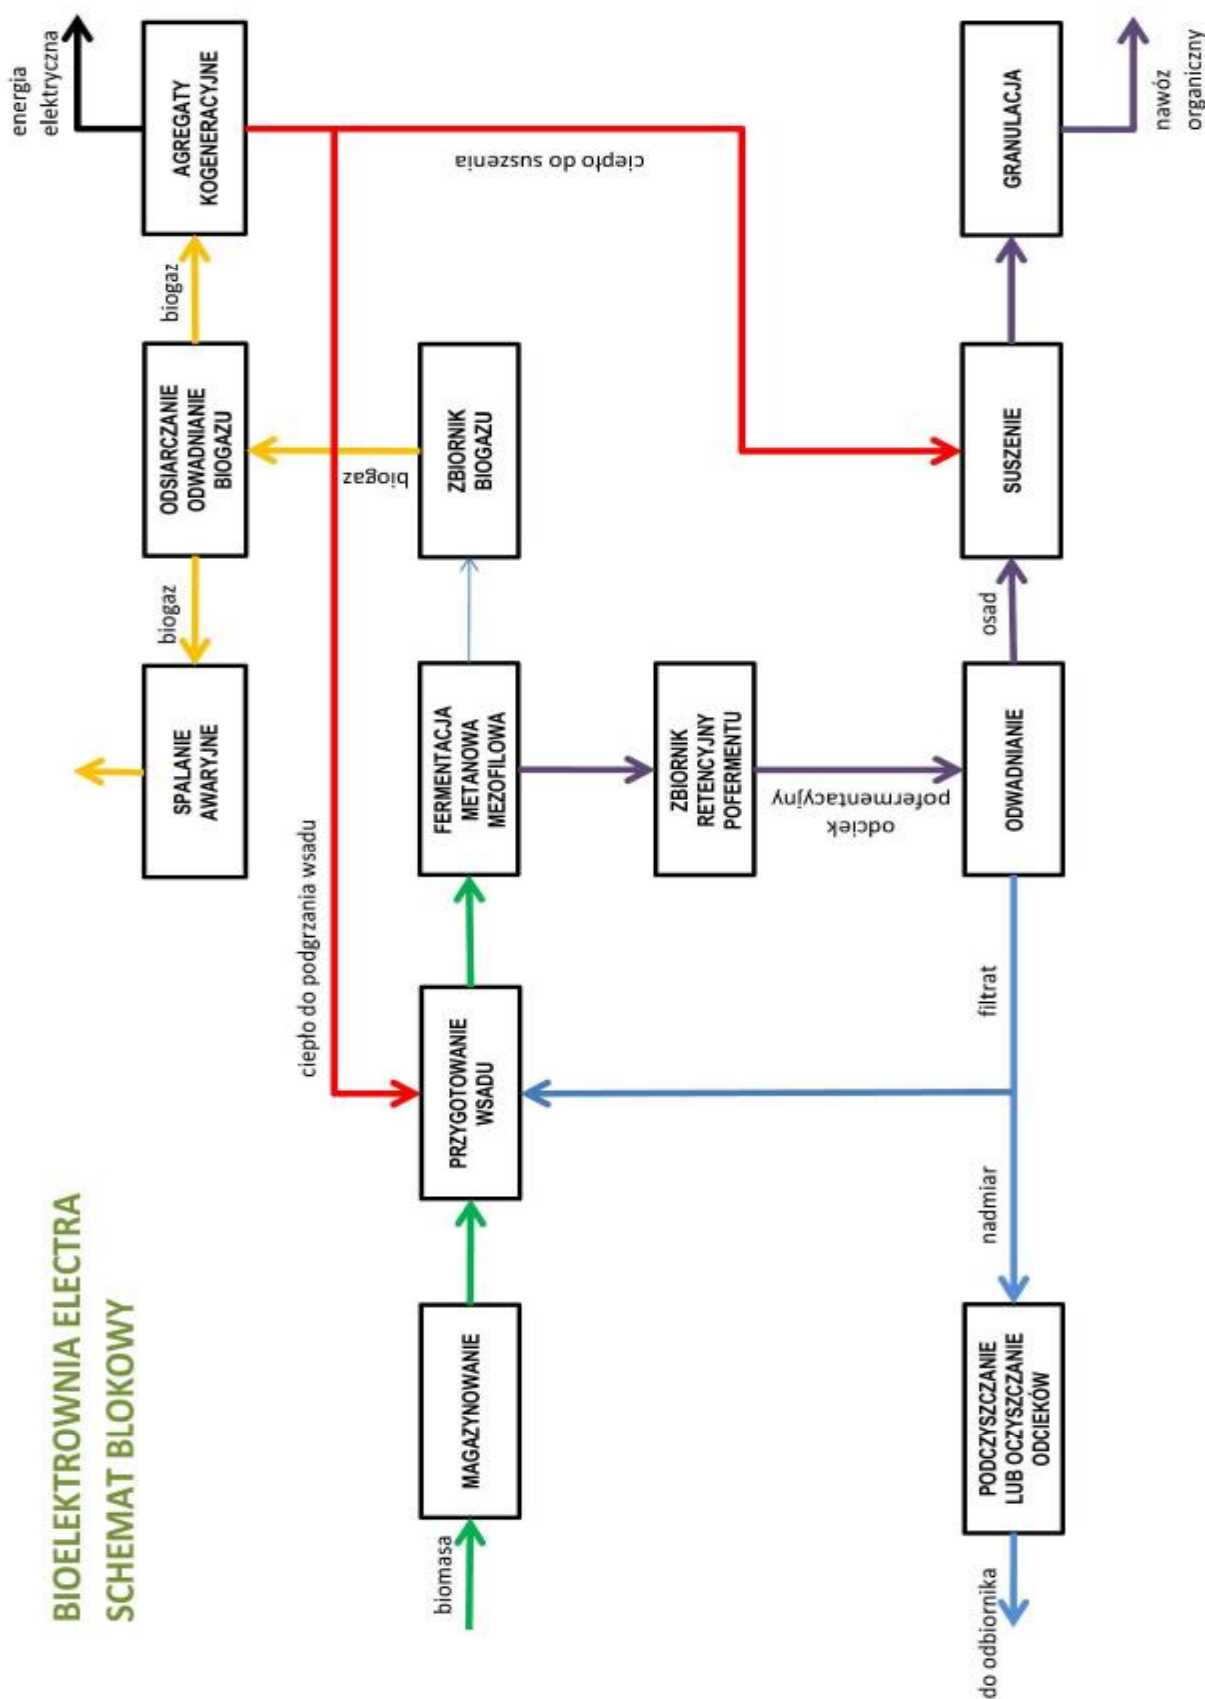 BIOELEKTROWNIA ELECTRA
SCHEMAT BLOKOWY
energia
elektryczna
SPALANIE
AWARYJNE
biogaz
ODSIARCZANIE
ODWADNIANIE
BIOGAZU
biogaz
AGREGATY
KOGENERACYJNE
ciepło do podgrzania wsadu
biogaz
ciepło do suszenia
biomasa
MAGAZYNOWANIE
PRZYGOTOWANIE
WSADU
FERMENTACJA
METANOWA
MEZOFILOWA
ZBIORNIK
BIOGAZU
ZBIORNIK
RETENCYJNY
POFERMENTU
odciek
pofermentacyjny
do odbiornika
PODCZYSZCZANIE
LUB OCZYSZCZANIE
ODCIEKÓW
nadmiar
filtrat
ODWADNIANIE
osad
SUSZENIE
GRANULACJA
nawóz
organiczny